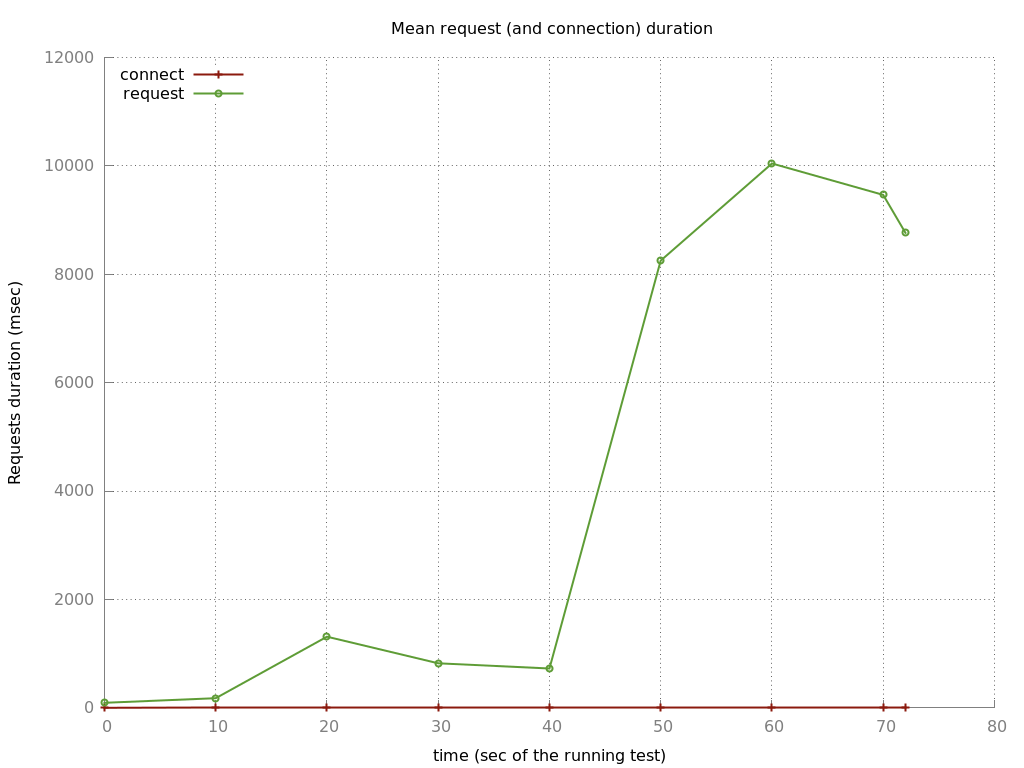 Mean request (and connection) duration
12000
10000
8000
6000
4000
2000
0
connect
request
Requests duration (msec)
0 10 20 30 40 50 60 70 80
time (sec of the running test)